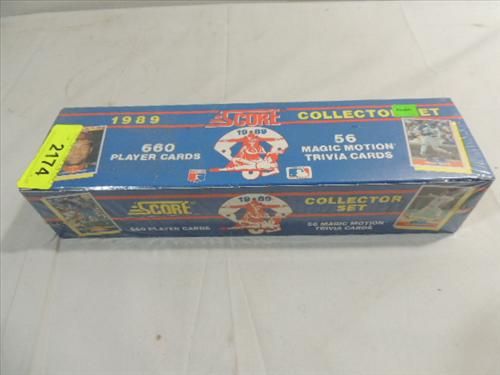 1989 SCORE COLLECTOR SET
660
PLAYER CARDS
1989
56
MAGIC MOTION
TRIVIA CARDS
2174
SCORE
1989
COLLECTOR
SET
660 PLAYER CARDS
56 MAGIC MOTION
TRIVIA CARDS